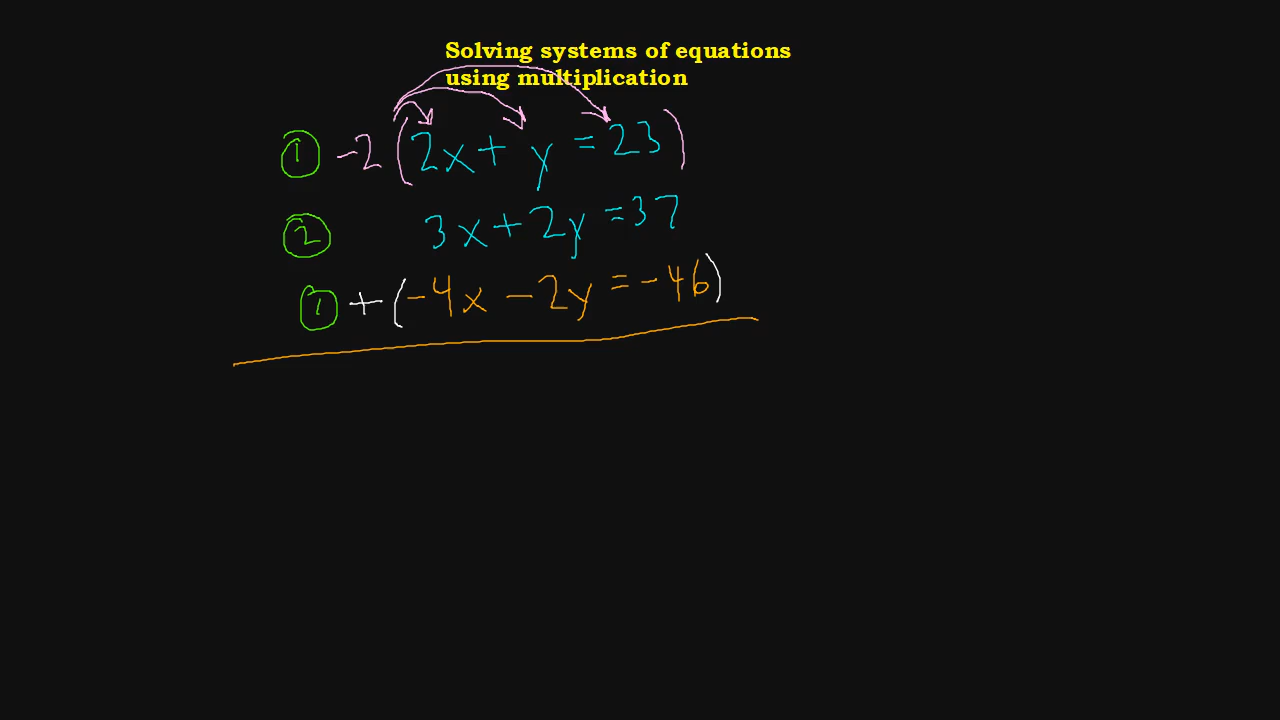 Solving systems of equations
using multiplication
① -2(2x + y = 23)
② 3x + 2y = 37
① + (-4x - 2y = -46)